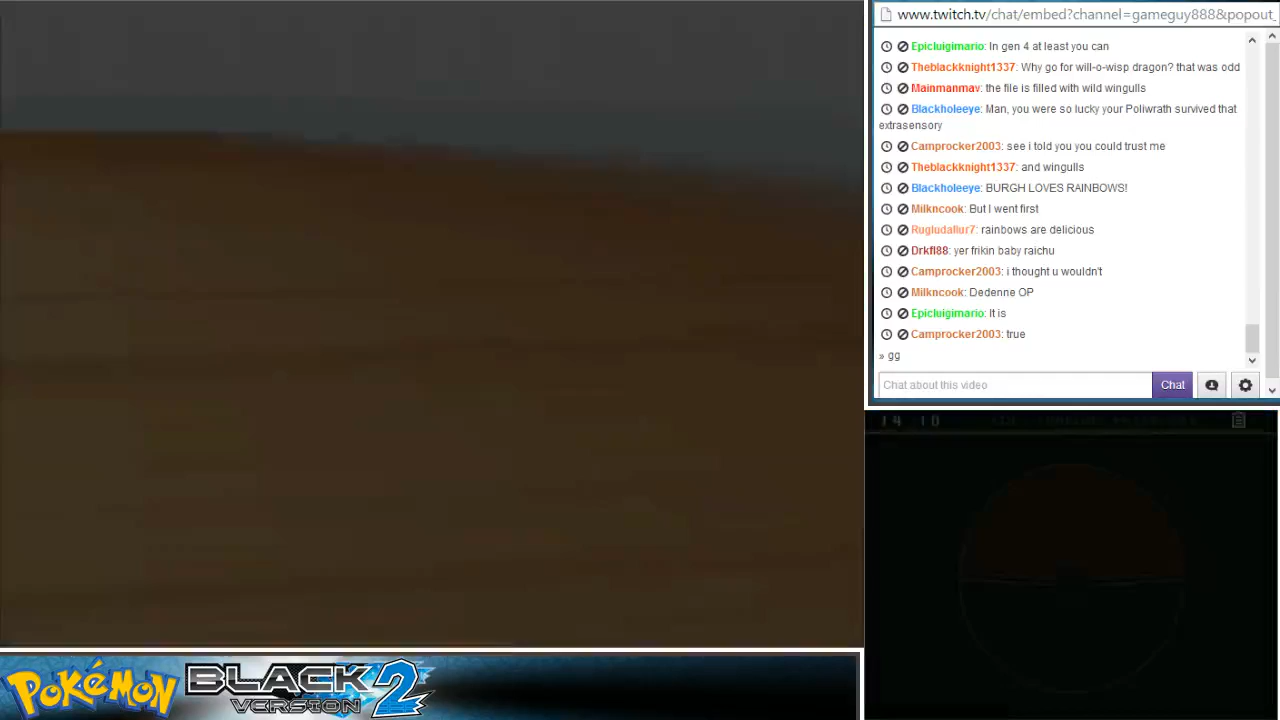 www.twitch.tv/chat/embed?channel=gameguy888&popout_
Epicluigimario: In gen 4 at least you can
Theblackknight1337: Why go for will-o-wisp dragon? that was odd
Mainmanmav: the file is filled with wild wingulls
Blackholeeye: Man, you were so lucky your Poliwrath survived that
extrasensory
Camprocker2003: see i told you you could trust me
Theblackknight1337: and wingulls
Blackholeeye: BURGH LOVES RAINBOWS!
Milkncook: But I went first
Rugludallur7: rainbows are delicious
Drkfl88: yer frikin baby raichu
Camprocker2003: i thought u wouldn't
Milkncook: Dedenne OP
Epicluigimario: It is
Camprocker2003: true
» gg
Chat about this video
Chat
14 10
POKéMON
BLACK 2
VERSION